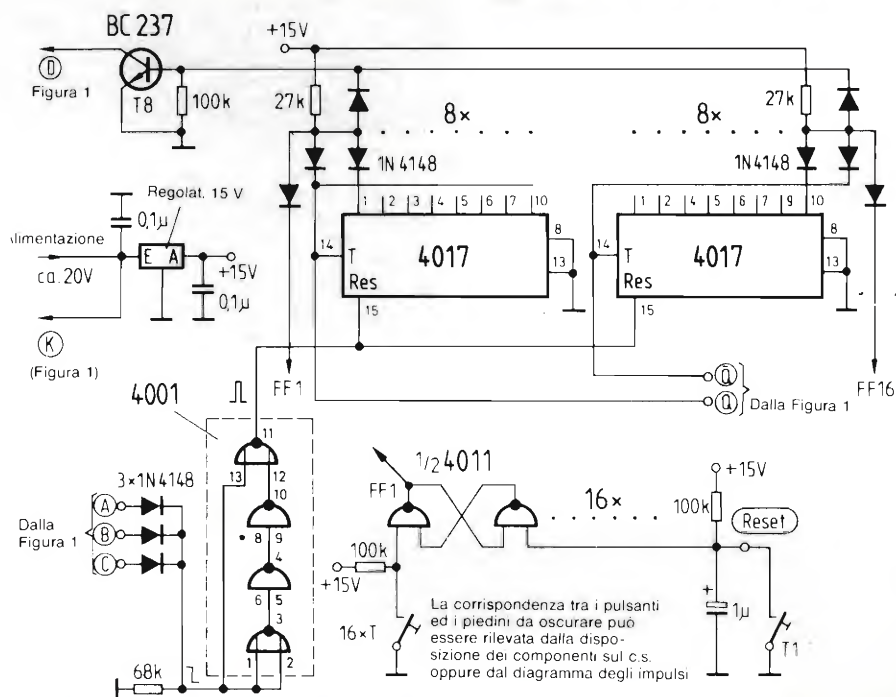 BC 237
+15V
D
Figura 1
T8
100k
27k
8×
8×
27k
1N4148
1N4148
Regolat. 15 V
0,1µ
limentazione
ca. 20V
E A
+15V
0,1µ
K
(Figura 1)
1 2 3 4 5 6 7 10
14 T 4017 8
13
Res
15
1 2 3 4 5 6 7 9 10
14 T 4017 8
13
Res
15
FF1
FF16
Q̅
Q
Dalla Figura 1
4001
11
13 12
10
8 9
4
6 5
3
1 2
3×1N4148
Dalla
Figura 1
A
B
C
68k
1/2 4011
FF1
16×
+15V
100k
Reset
100k
+15V
16×T
+
1µ
T1
La corrispondenza tra i pulsanti
ed i piedini da oscurare può
essere rilevata dalla dispo-
sizione dei componenti sul c.s.
oppure dal diagramma degli impulsi